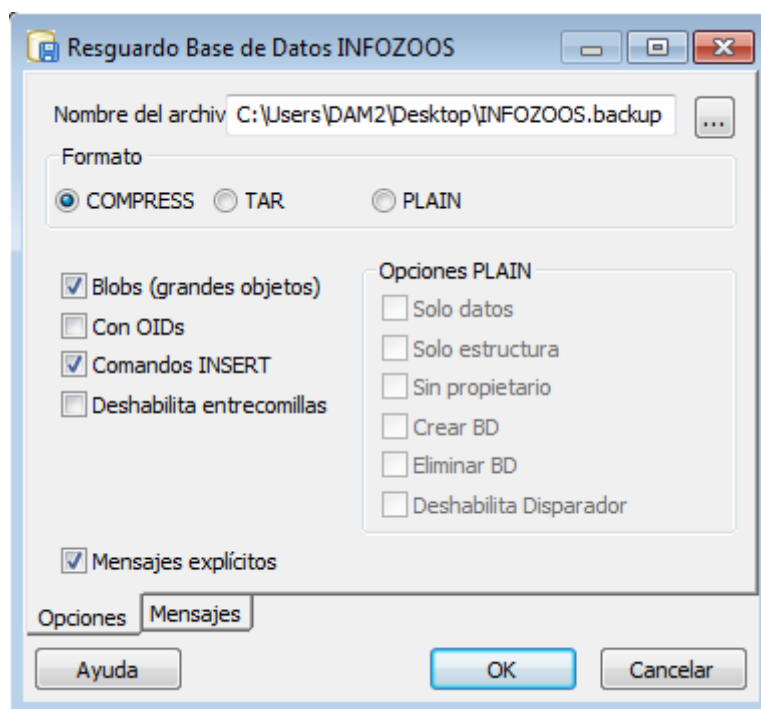 Resguardo Base de Datos INFOZOOS
Nombre del archiv C:\Users\DAM2\Desktop\INFOZOOS.backup ...
Formato
COMPRESS TAR PLAIN
Blobs (grandes objetos)
Con OIDs
Comandos INSERT
Deshabilita entrecomillas
Opciones PLAIN
Solo datos
Solo estructura
Sin propietario
Crear BD
Eliminar BD
Deshabilita Disparador
Mensajes explícitos
Opciones Mensajes
Ayuda OK Cancelar